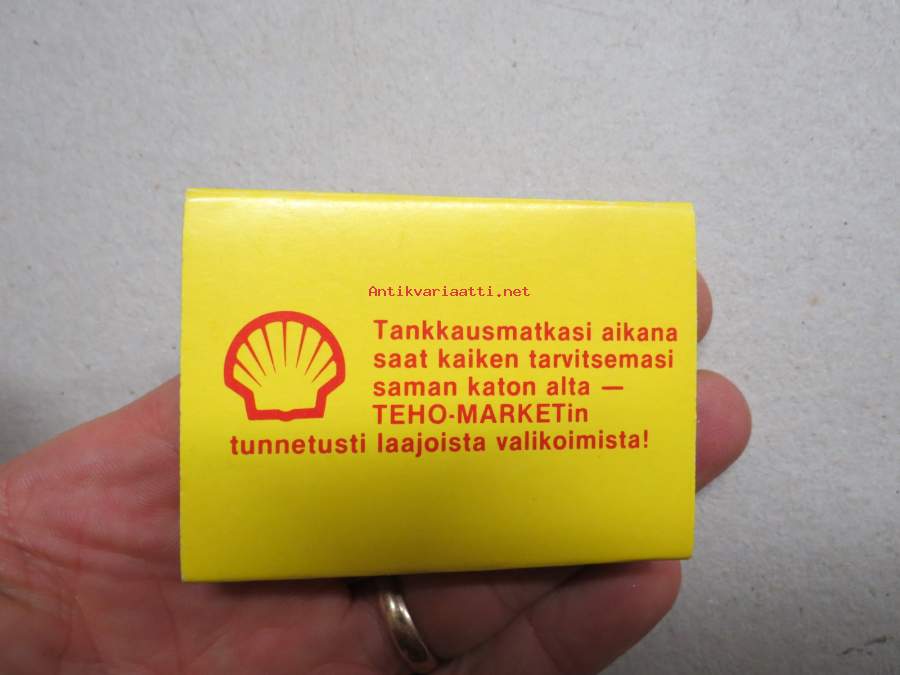 Antikvariaatti.net
Tankkausmatkasi aikana
saat kaiken tarvitsemasi
saman katon alta —
TEHO-MARKETin
tunnetusti laajoista valikoimista!